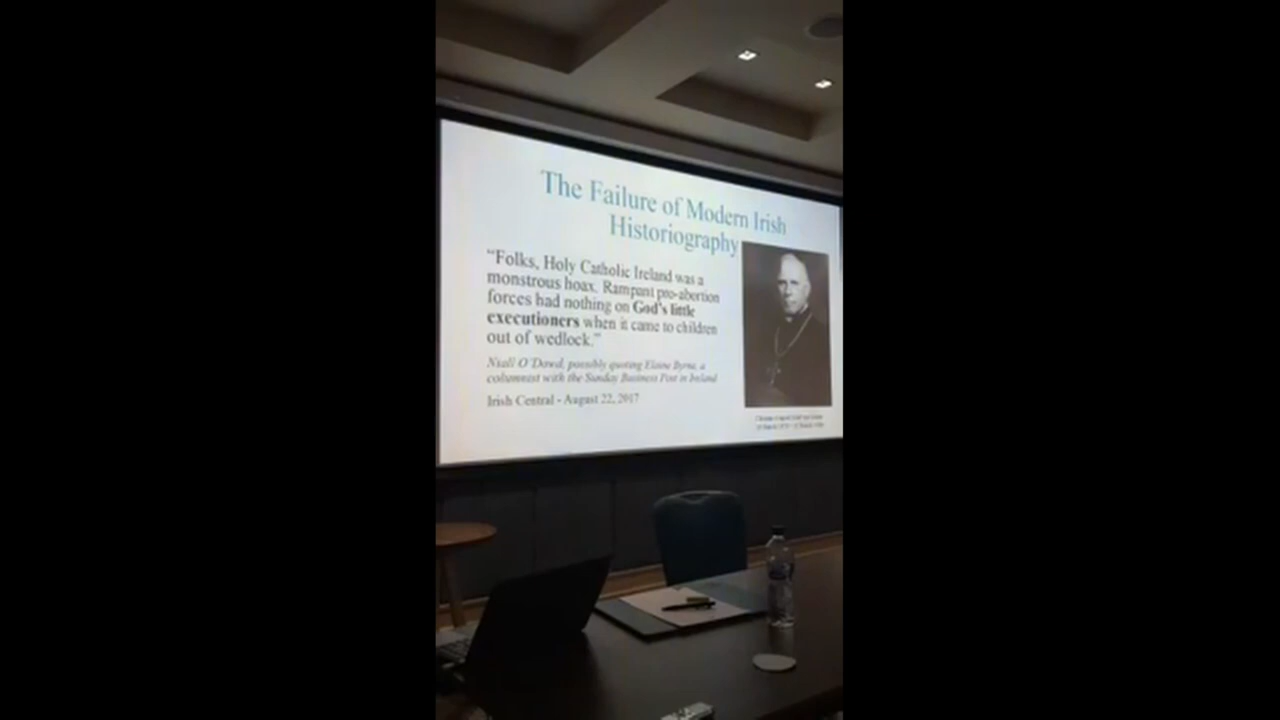 The Failure of Modern Irish
Historiography
“Folks, Holy Catholic Ireland was a
monstrous hoax. Rampant pro-abortion
forces had nothing on God's little
executioners when it came to children
out of wedlock.”
Niall O'Dowd, possibly quoting Elaine Byrne, a
columnist with the Sunday Business Post in Ireland
Irish Central - August 22, 2017